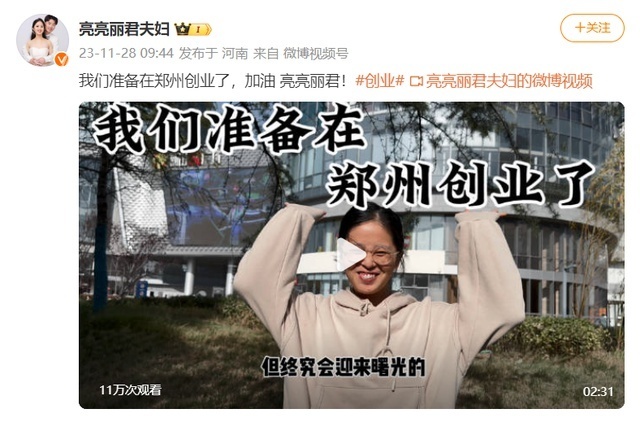 亮亮丽君夫妇
I
+关注
23-11-28 09:44 发布于 河南 来自 微博视频号
我们准备在郑州创业了，加油 亮亮丽君！#创业# 亮亮丽君夫妇的微博视频
我们准备在
郑州创业了
但终究会迎来曙光的
11万次观看
02:31